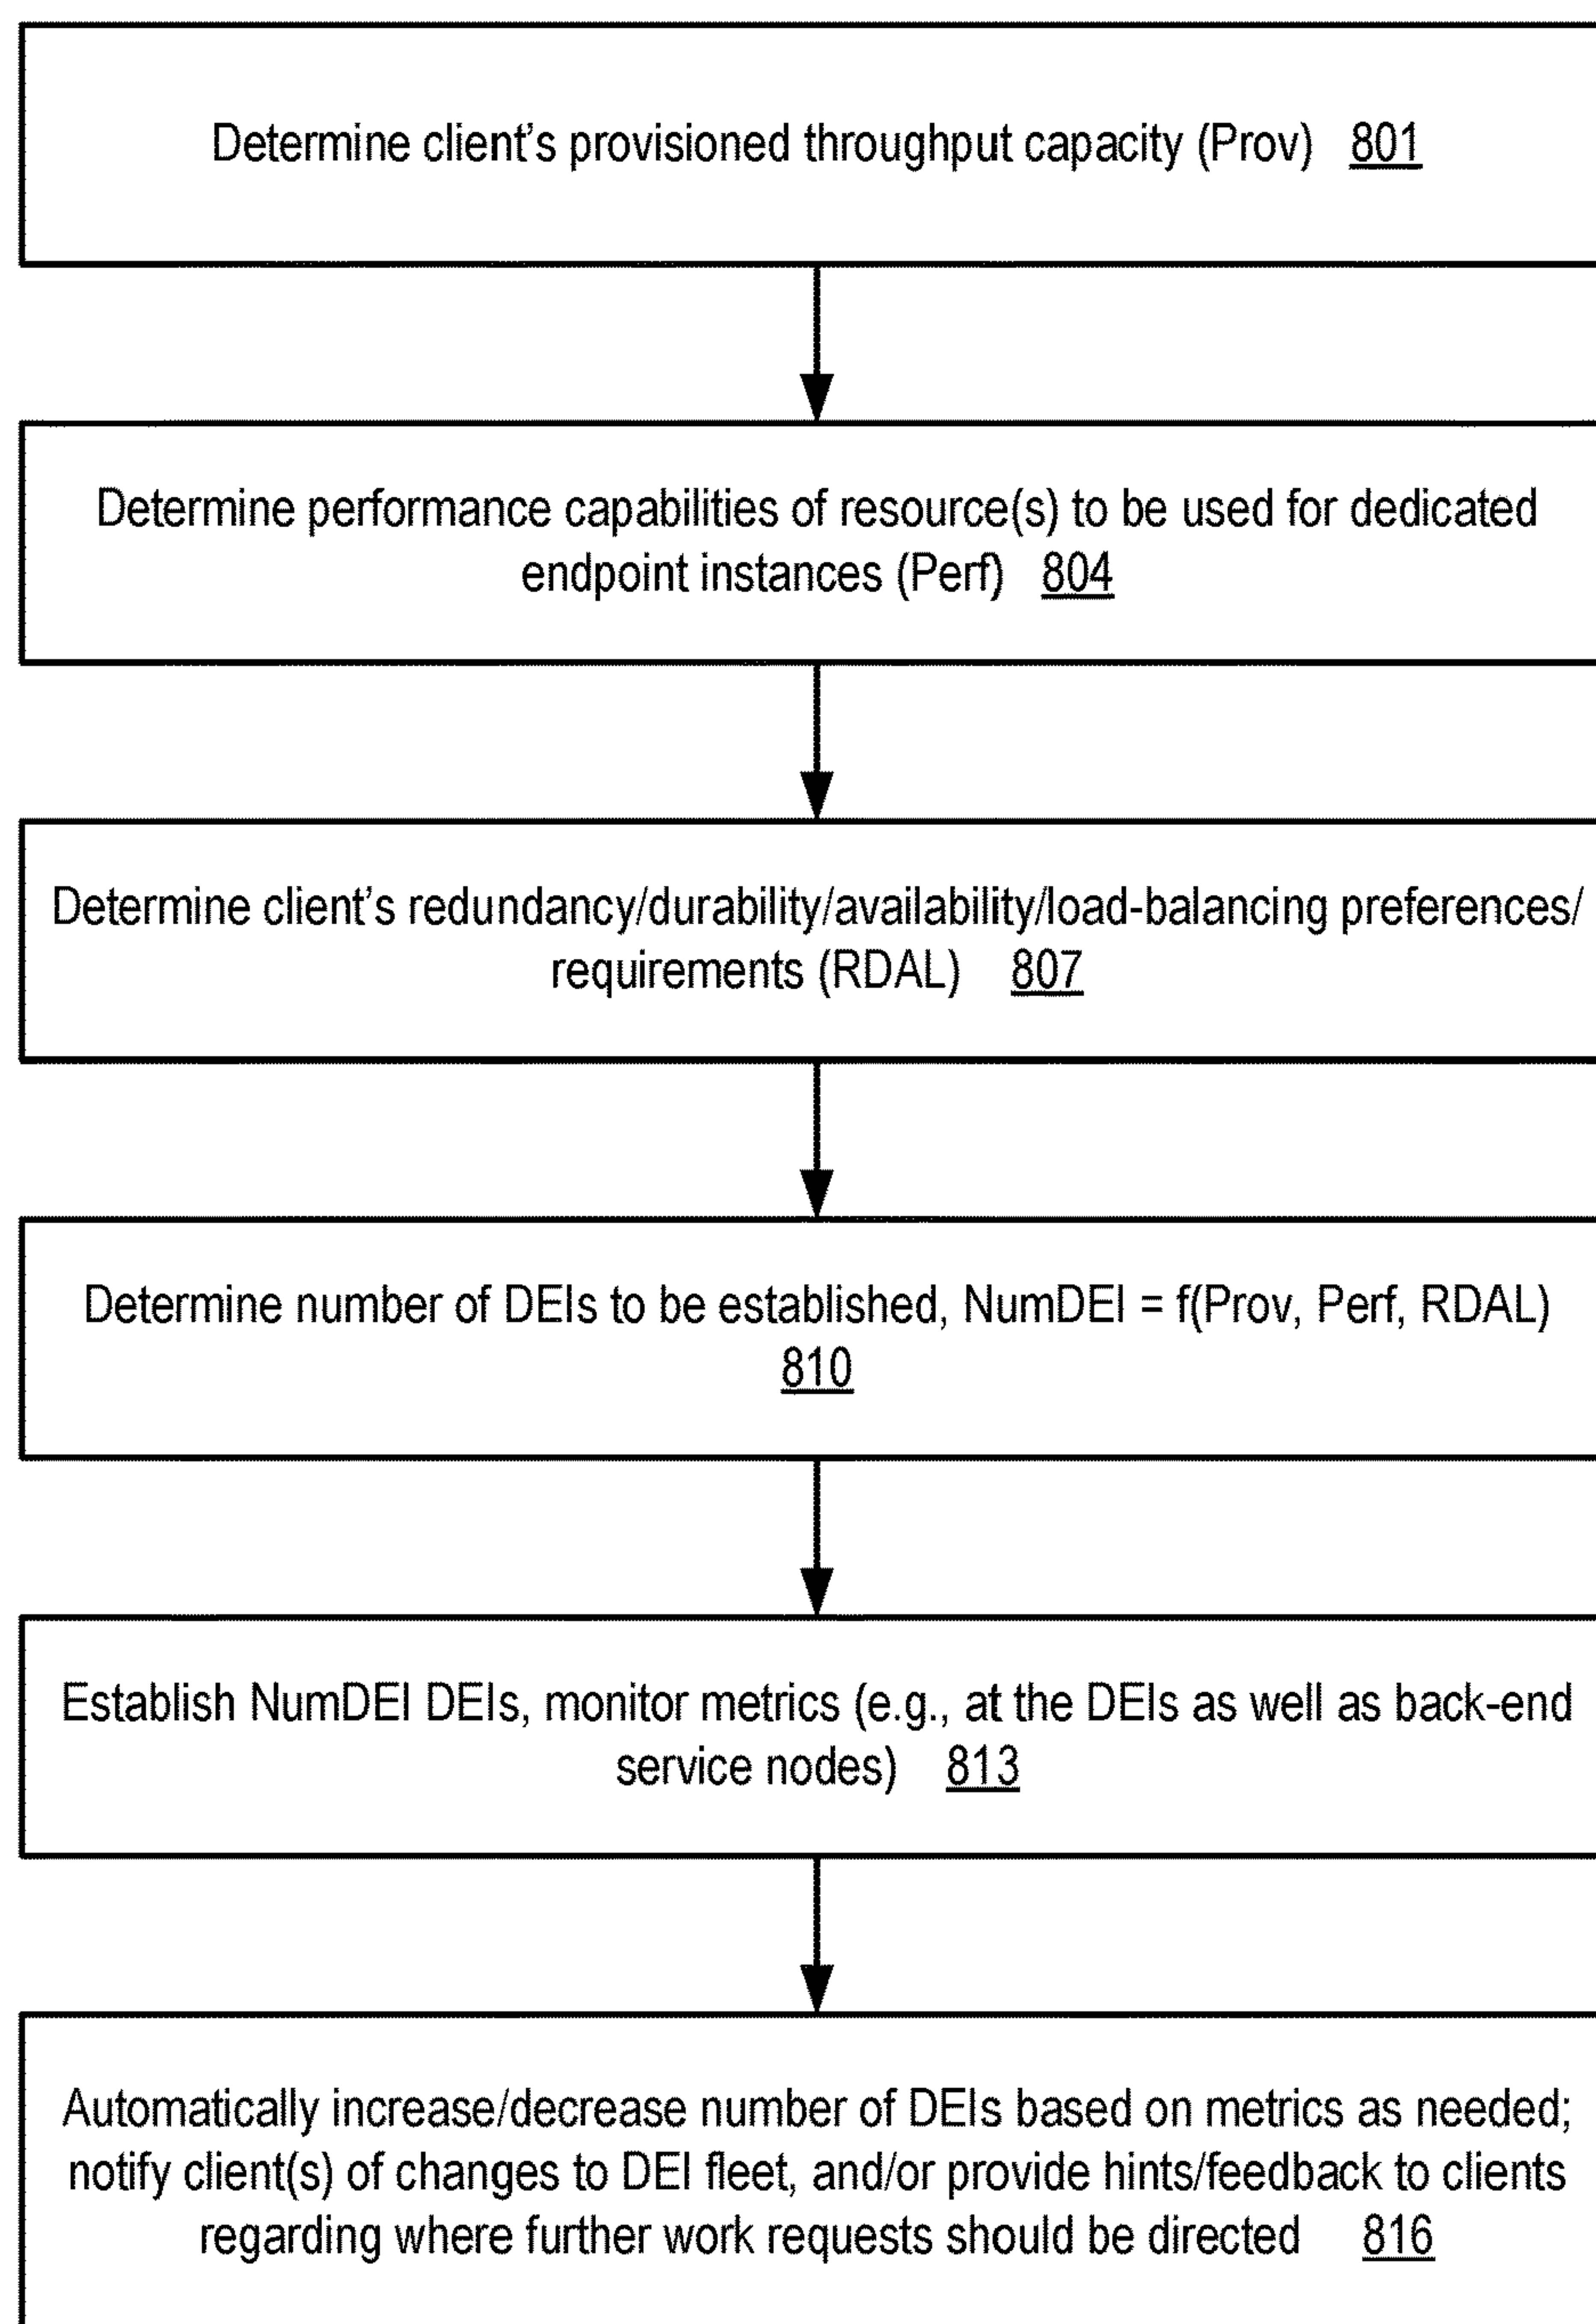 Determine client's provisioned throughput capacity (Prov) 801
Determine performance capabilities of resource(s) to be used for dedicated
endpoint instances (Perf) 804
Determine client's redundancy/durability/availability/load-balancing preferences/
requirements (RDAL) 807
Determine number of DEIs to be established, NumDEI = f(Prov, Perf, RDAL)
810
Establish NumDEI DEIs, monitor metrics (e.g., at the DEIs as well as back-end
service nodes) 813
Automatically increase/decrease number of DEIs based on metrics as needed;
notify client(s) of changes to DEI fleet, and/or provide hints/feedback to clients
regarding where further work requests should be directed 816